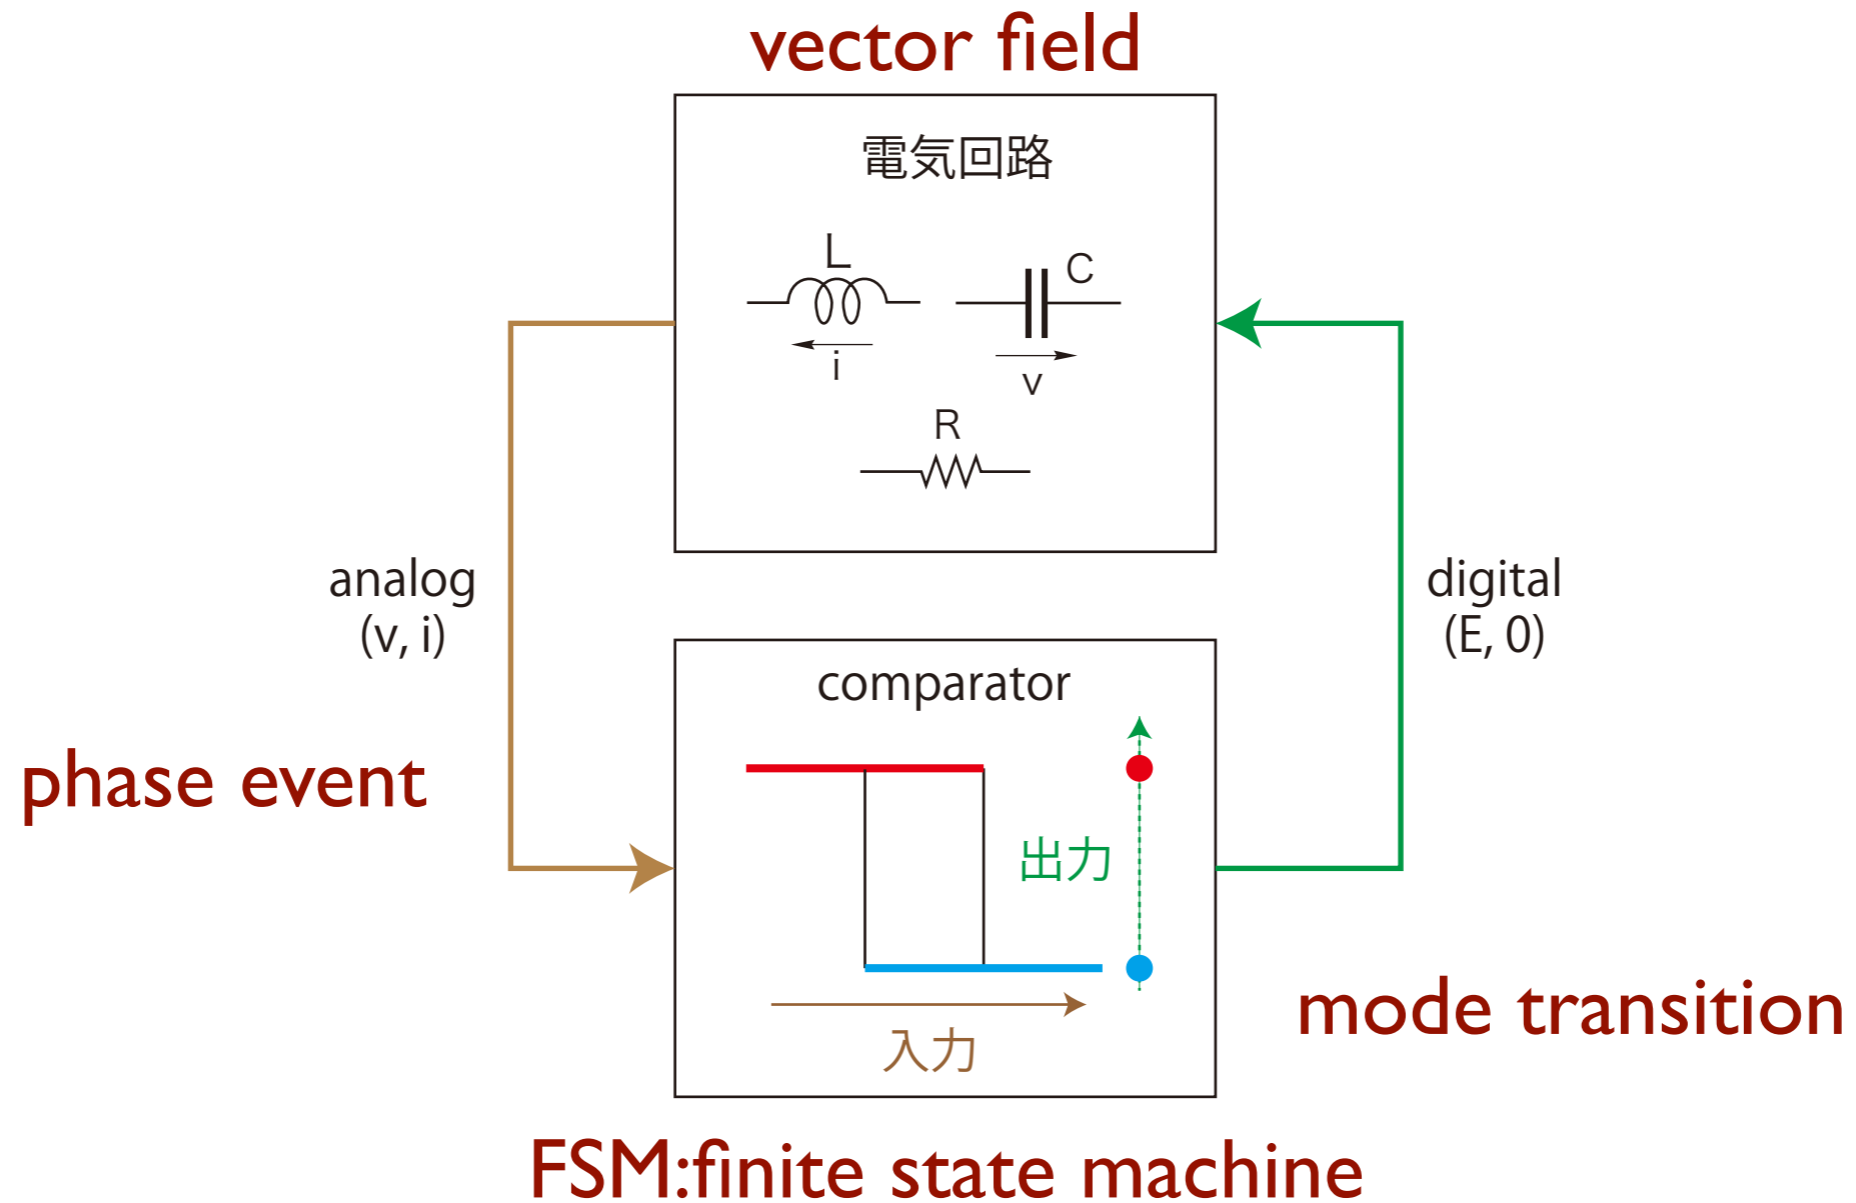 vector field
電気回路
L
C
i
v
R
analog
(v, i)
digital
(E, 0)
comparator
phase event
出力
mode transition
入力
FSM:finite state machine